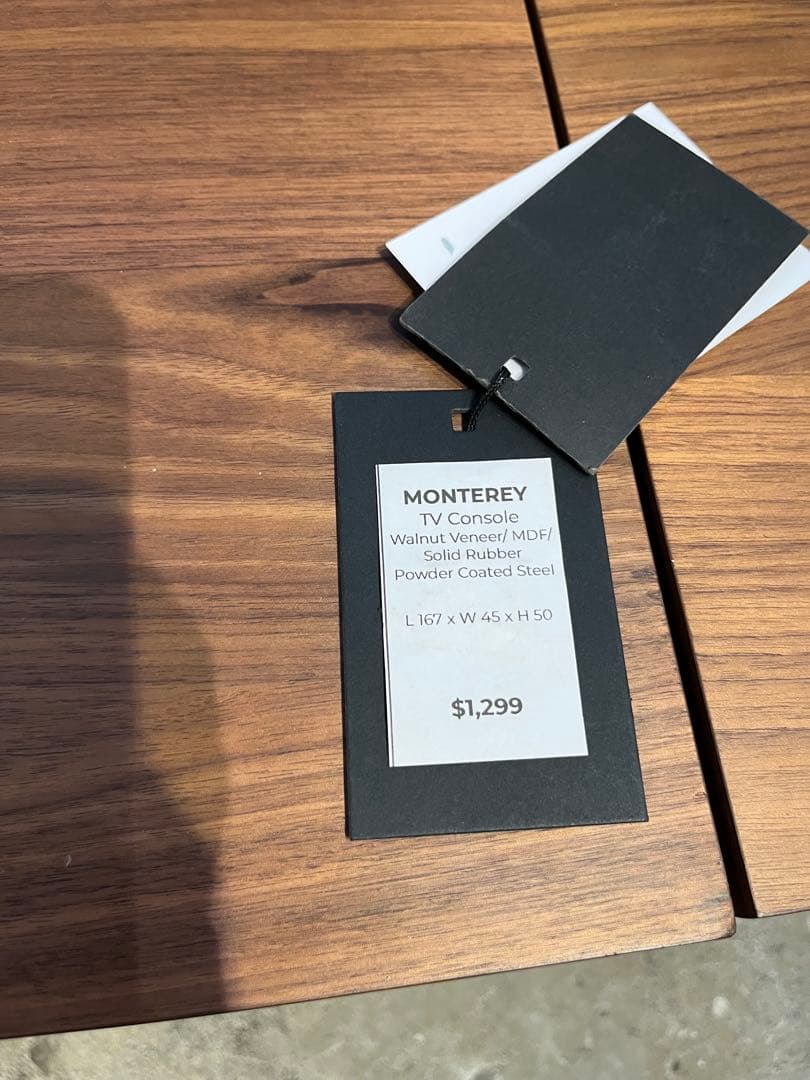 MONTEREY
TV Console
Walnut Veneer/ MDF/
Solid Rubber
Powder Coated Steel
L 167 x W 45 x H 50
$1,299